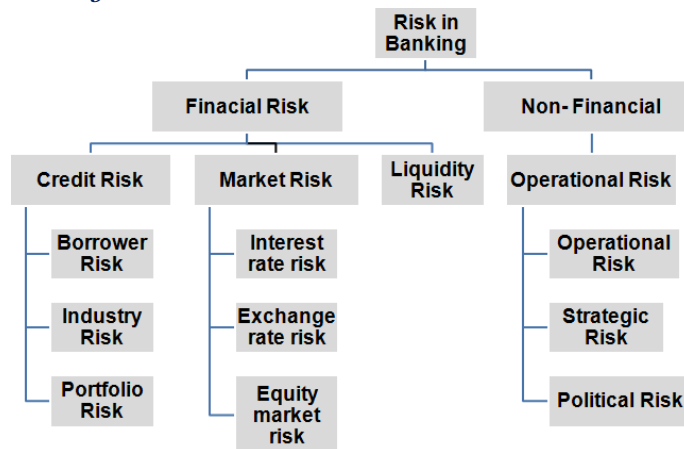 Risk in
Banking
Finacial Risk
Non- Financial
Credit Risk
Market Risk
Liquidity
Risk
Operational Risk
Borrower
Risk
Interest
rate risk
Operational
Risk
Industry
Risk
Exchange
rate risk
Strategic
Risk
Portfolio
Risk
Equity
market
risk
Political Risk